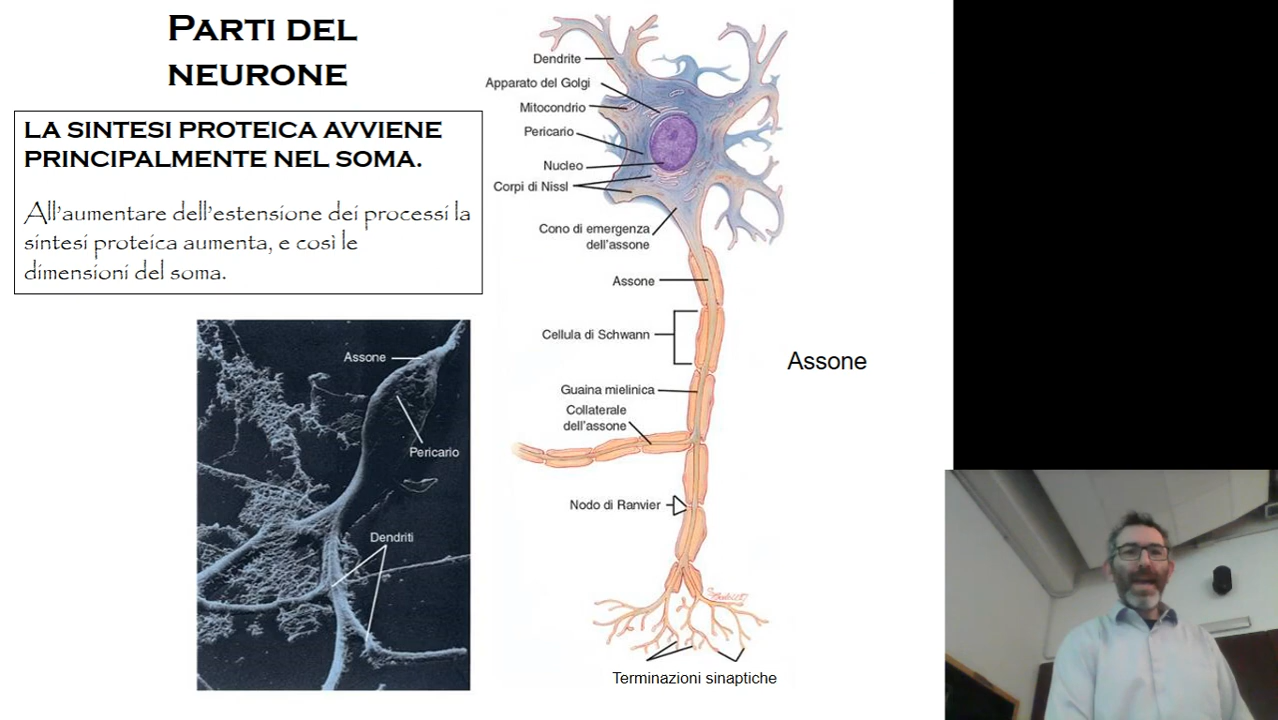 PARTI DEL
NEURONE
LA SINTESI PROTEICA AVVIENE
PRINCIPALMENTE NEL SOMA.
All'aumentare dell'estensione dei processi la
sintesi proteica aumenta, e così le
dimensioni del soma.
Dendrite
Apparato del Golgi
Mitocondrio
Pericario
Nucleo
Corpi di Nissl
Cono di emergenza
dell'assone
Assone
Cellula di Schwann
Guaina mielinica
Collaterale
dell'assone
Nodo di Ranvier
Terminazioni sinaptiche
Assone
Assone
Pericario
Dendriti